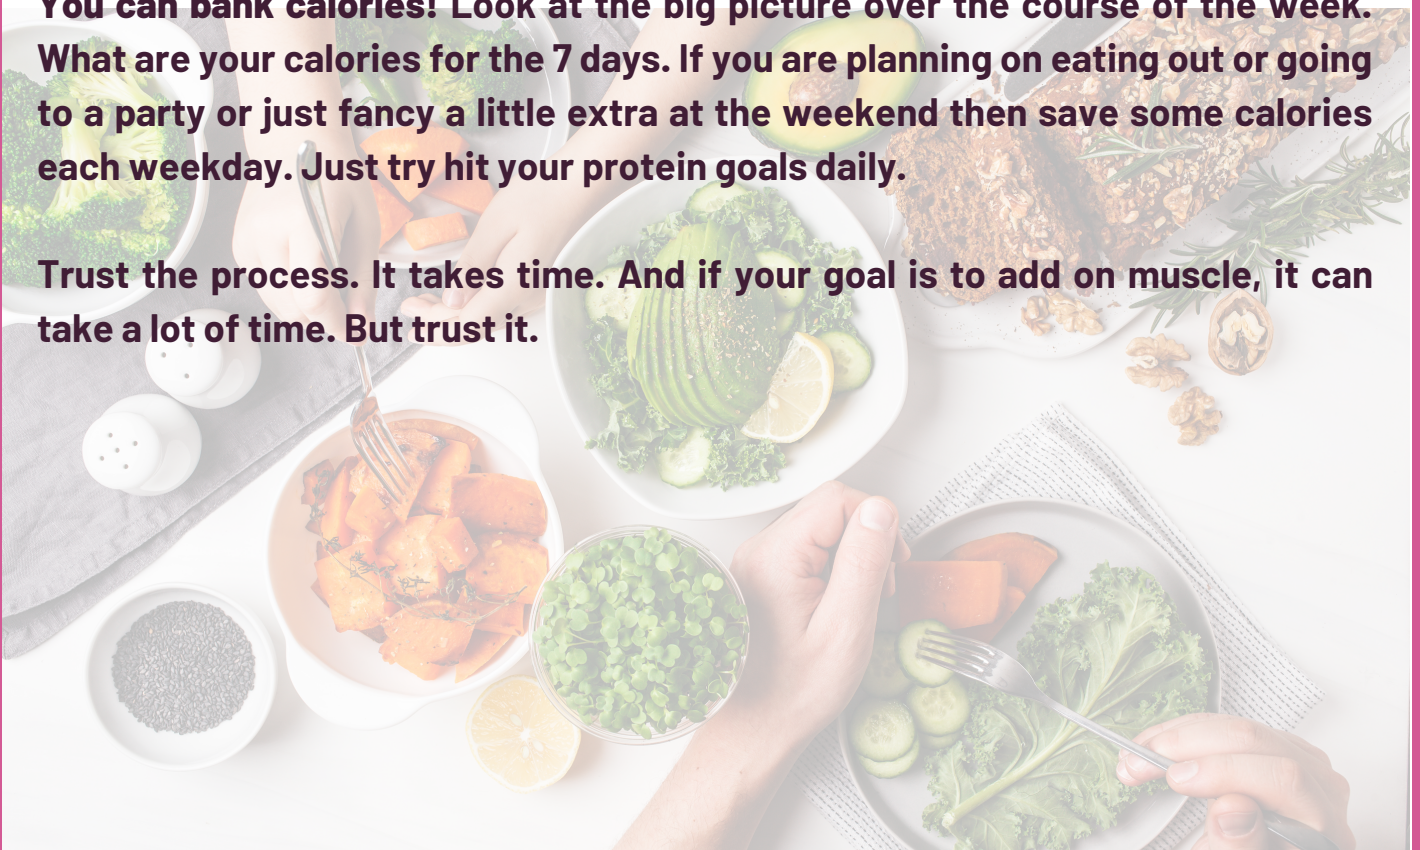 You can bank calories! Look at the big picture over the course of the week.
What are your calories for the 7 days. If you are planning on eating out or going
to a party or just fancy a little extra at the weekend then save some calories
each weekday. Just try hit your protein goals daily.
Trust the process. It takes time. And if your goal is to add on muscle, it can
take a lot of time. But trust it.